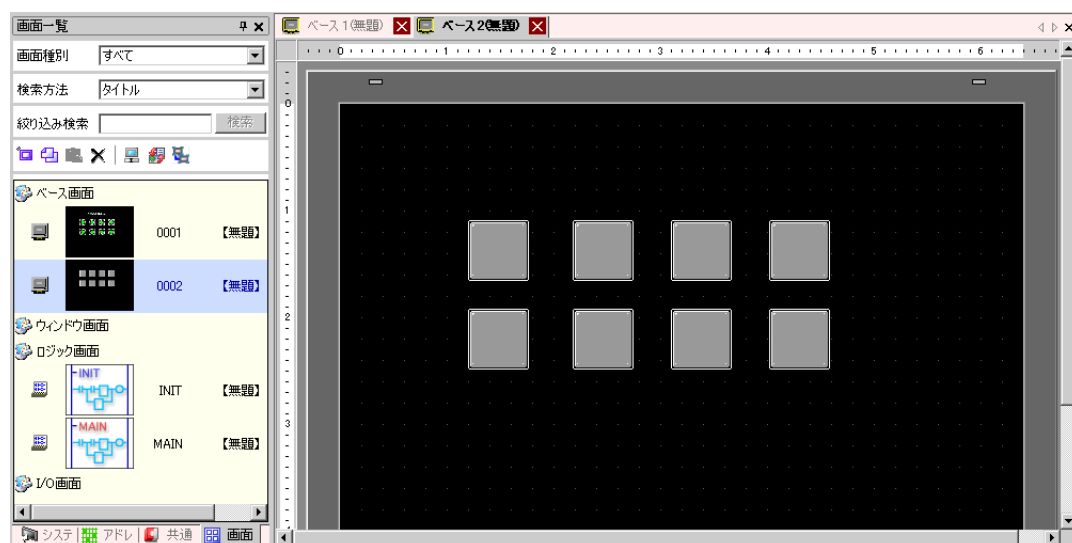 画面一覧
画面種別 すべて
検索方法 タイトル
絞り込み検索 検索
ベース画面
0001 【無題】
0002 【無題】
ウィンドウ画面
ロジック画面
INIT INIT 【無題】
MAIN MAIN 【無題】
I/O画面
システ アドレ 共通 画面
ベース1(無題) ベース2(無題)
0 1 2 3 4 5 6
0
1
2
3